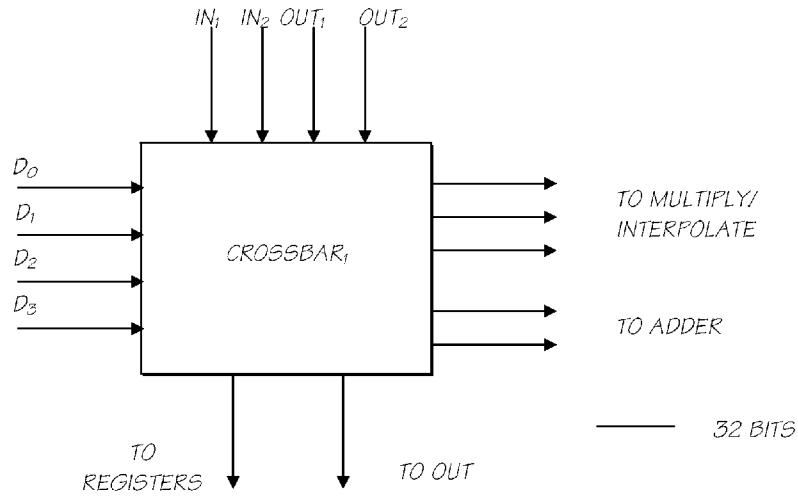 IN₁ IN₂ OUT₁ OUT₂
D₀
D₁
D₂
D₃
CROSSBAR₁
TO MULTIPLY/
INTERPOLATE
TO ADDER
32 BITS
TO
REGISTERS
TO OUT